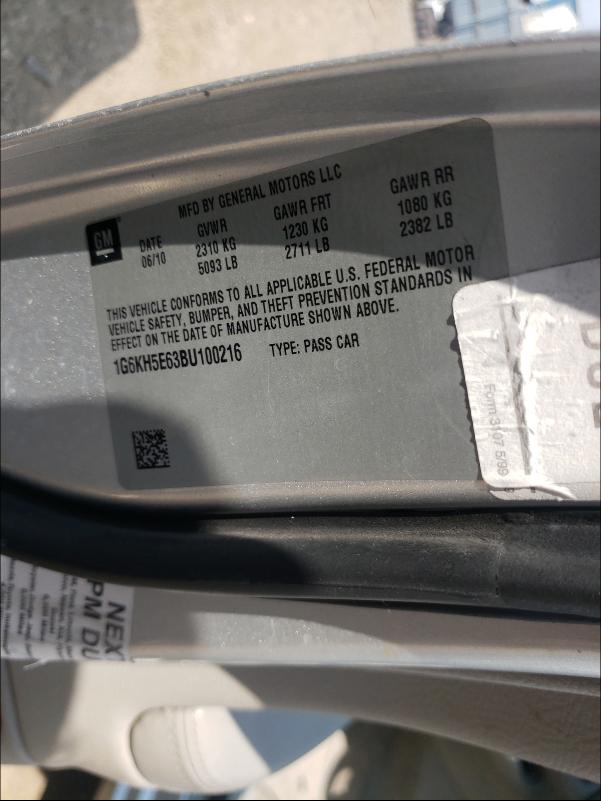 GM
MFD BY GENERAL MOTORS LLC
DATE GVWR GAWR FRT GAWR RR
06/10 2310 KG 1230 KG 1080 KG
5093 LB 2711 LB 2382 LB
THIS VEHICLE CONFORMS TO ALL APPLICABLE U.S. FEDERAL MOTOR
VEHICLE SAFETY, BUMPER, AND THEFT PREVENTION STANDARDS IN
EFFECT ON THE DATE OF MANUFACTURE SHOWN ABOVE.
1G6KH5E63BU100216 TYPE: PASS CAR
Form 3107 5/99
NEXT
PM DU